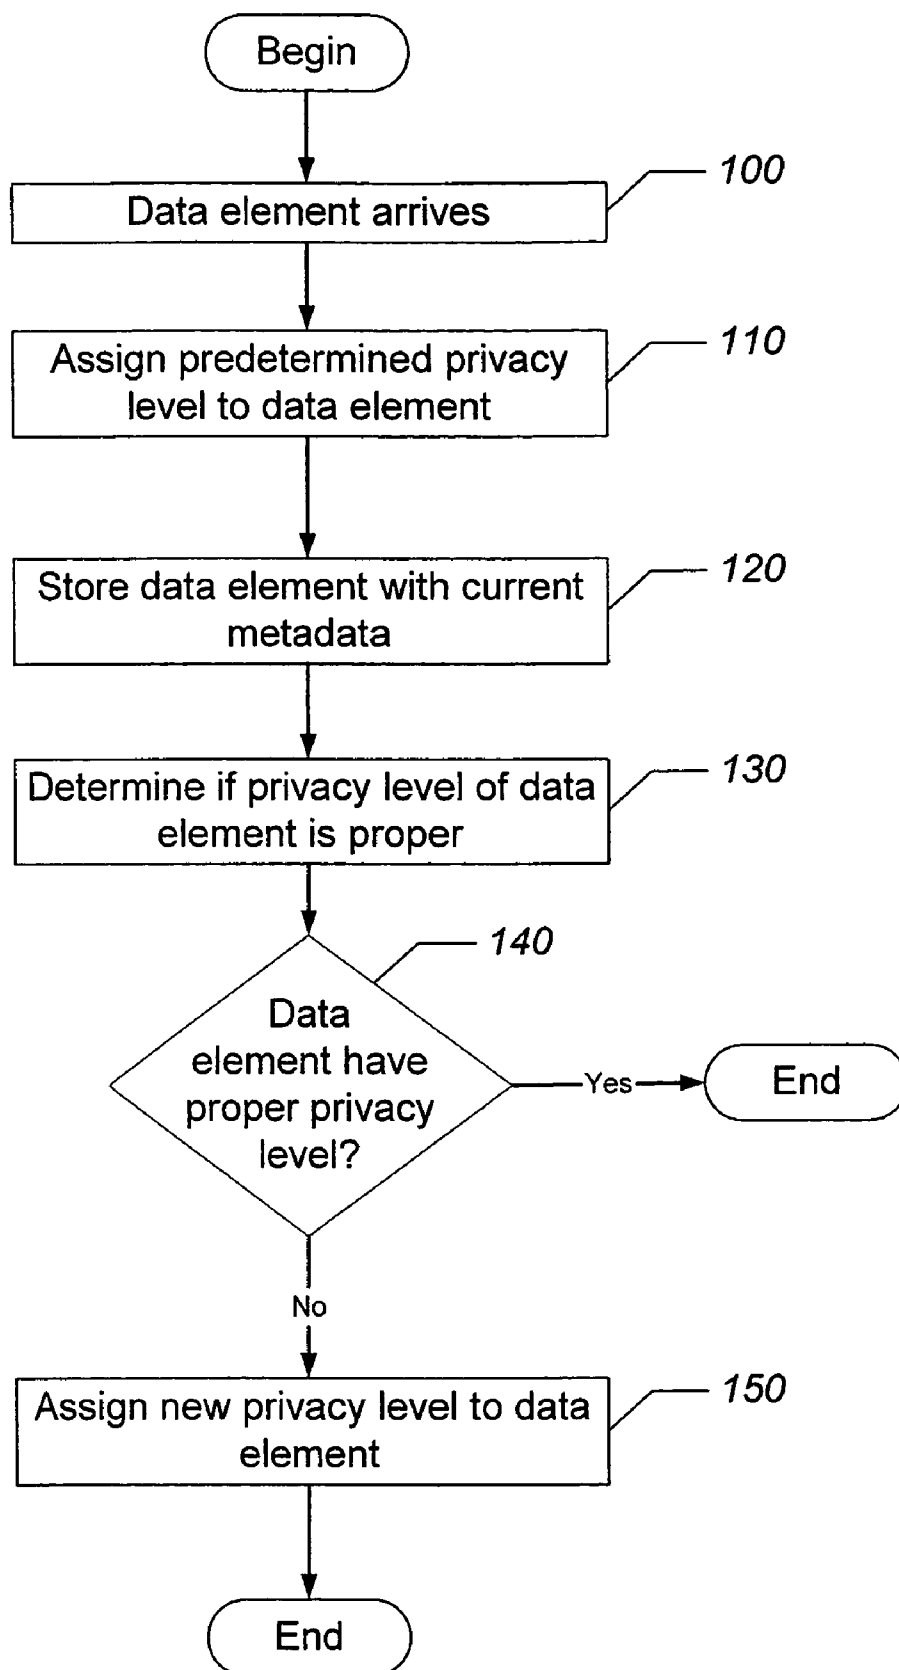 Begin
100
Data element arrives
110
Assign predetermined privacy
level to data element
120
Store data element with current
metadata
130
Determine if privacy level of data
element is proper
140
Data
element have
proper privacy
level?
Yes
End
No
150
Assign new privacy level to data
element
End